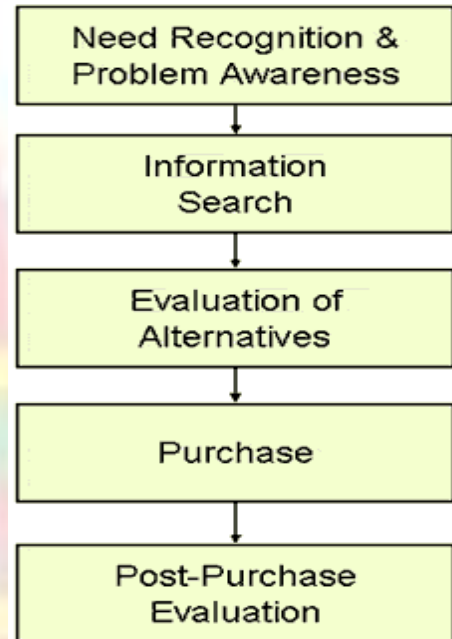 Need Recognition &
Problem Awareness
Information
Search
Evaluation of
Alternatives
Purchase
Post-Purchase
Evaluation